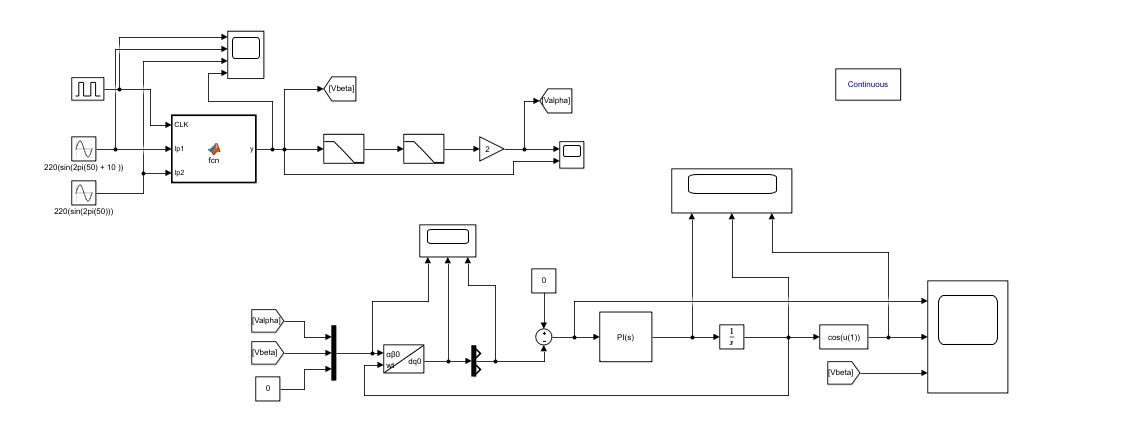 Continuous
[Vbeta]
[Valpha]
CLK
Ip1
Ip2
fcn
y
2
220(sin(2pi(50) + 10 ))
220(sin(2pi(50)))
0
[Valpha]
[Vbeta]
0
αβ0
wt
dq0
+
-
PI(s)
1
s
cos(u(1))
[Vbeta]